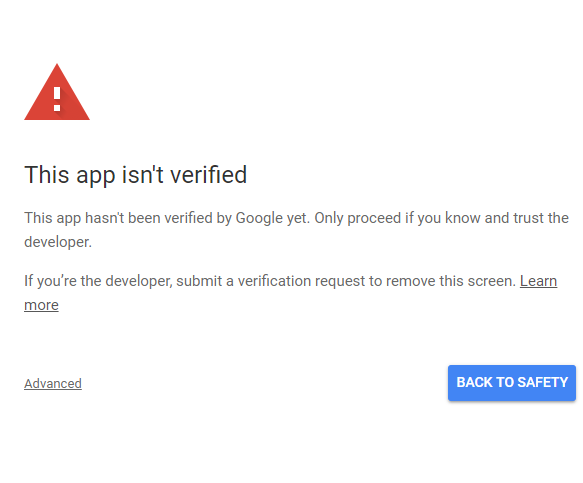 This app isn't verified
This app hasn't been verified by Google yet. Only proceed if you know and trust the
developer.
If you’re the developer, submit a verification request to remove this screen. Learn
more
Advanced
BACK TO SAFETY